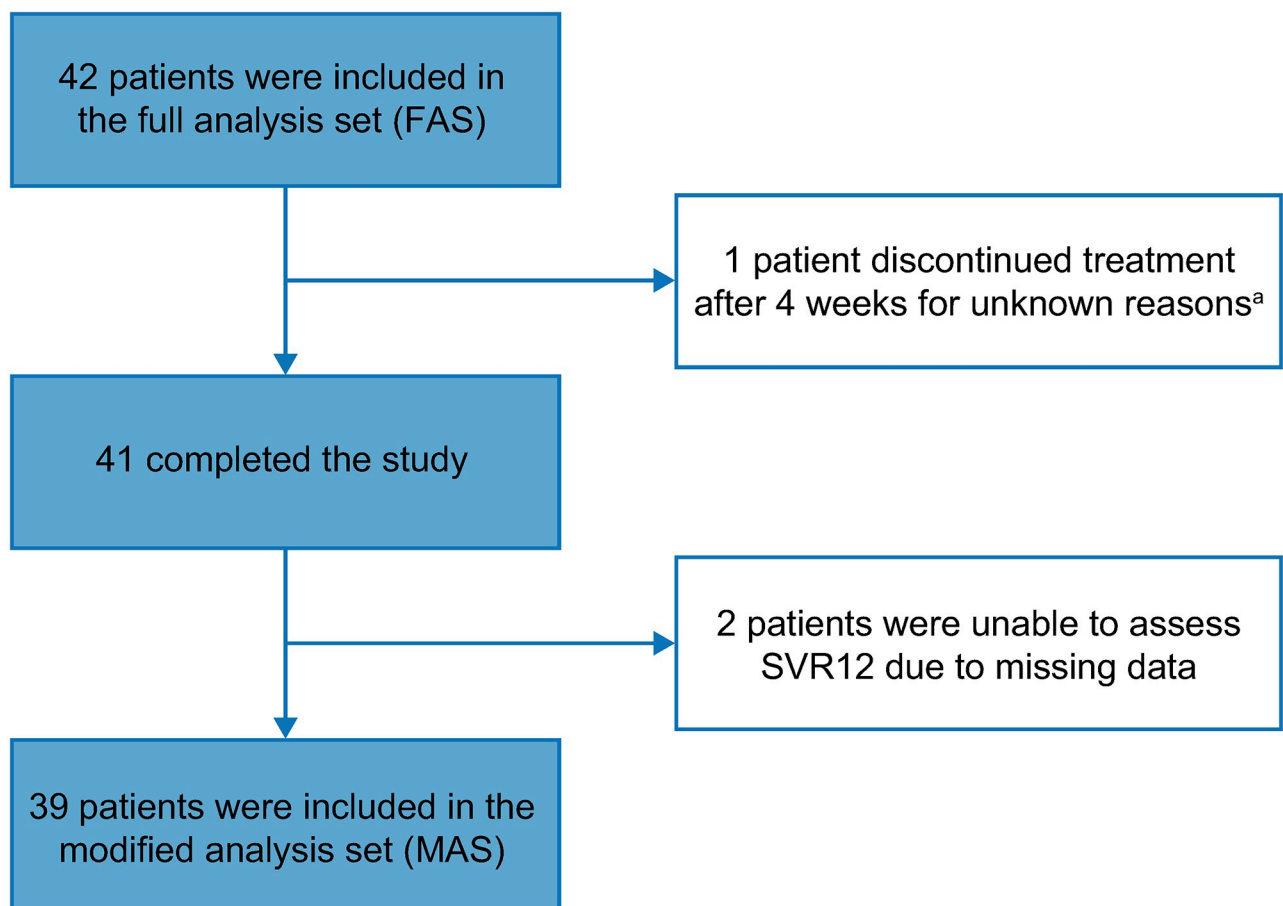 42 patients were included in
the full analysis set (FAS)
1 patient discontinued treatment
after 4 weeks for unknown reasonsᵃ
41 completed the study
2 patients were unable to assess
SVR12 due to missing data
39 patients were included in the
modified analysis set (MAS)